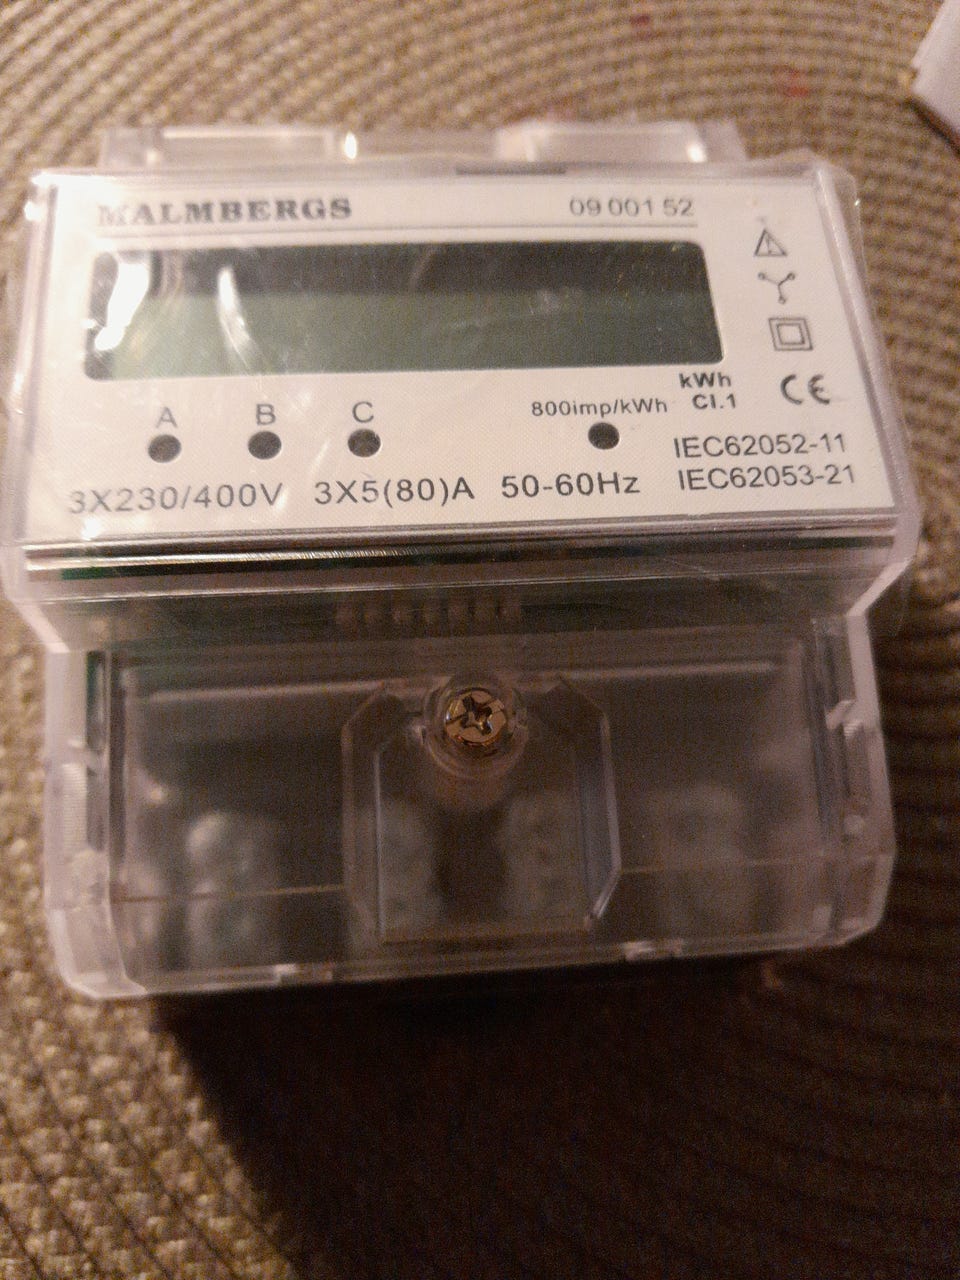 MALMBERGS 09 001 52
A B C
800imp/kWh
kWh
Cl.1
CE
3X230/400V 3X5(80)A 50-60Hz
IEC62052-11
IEC62053-21